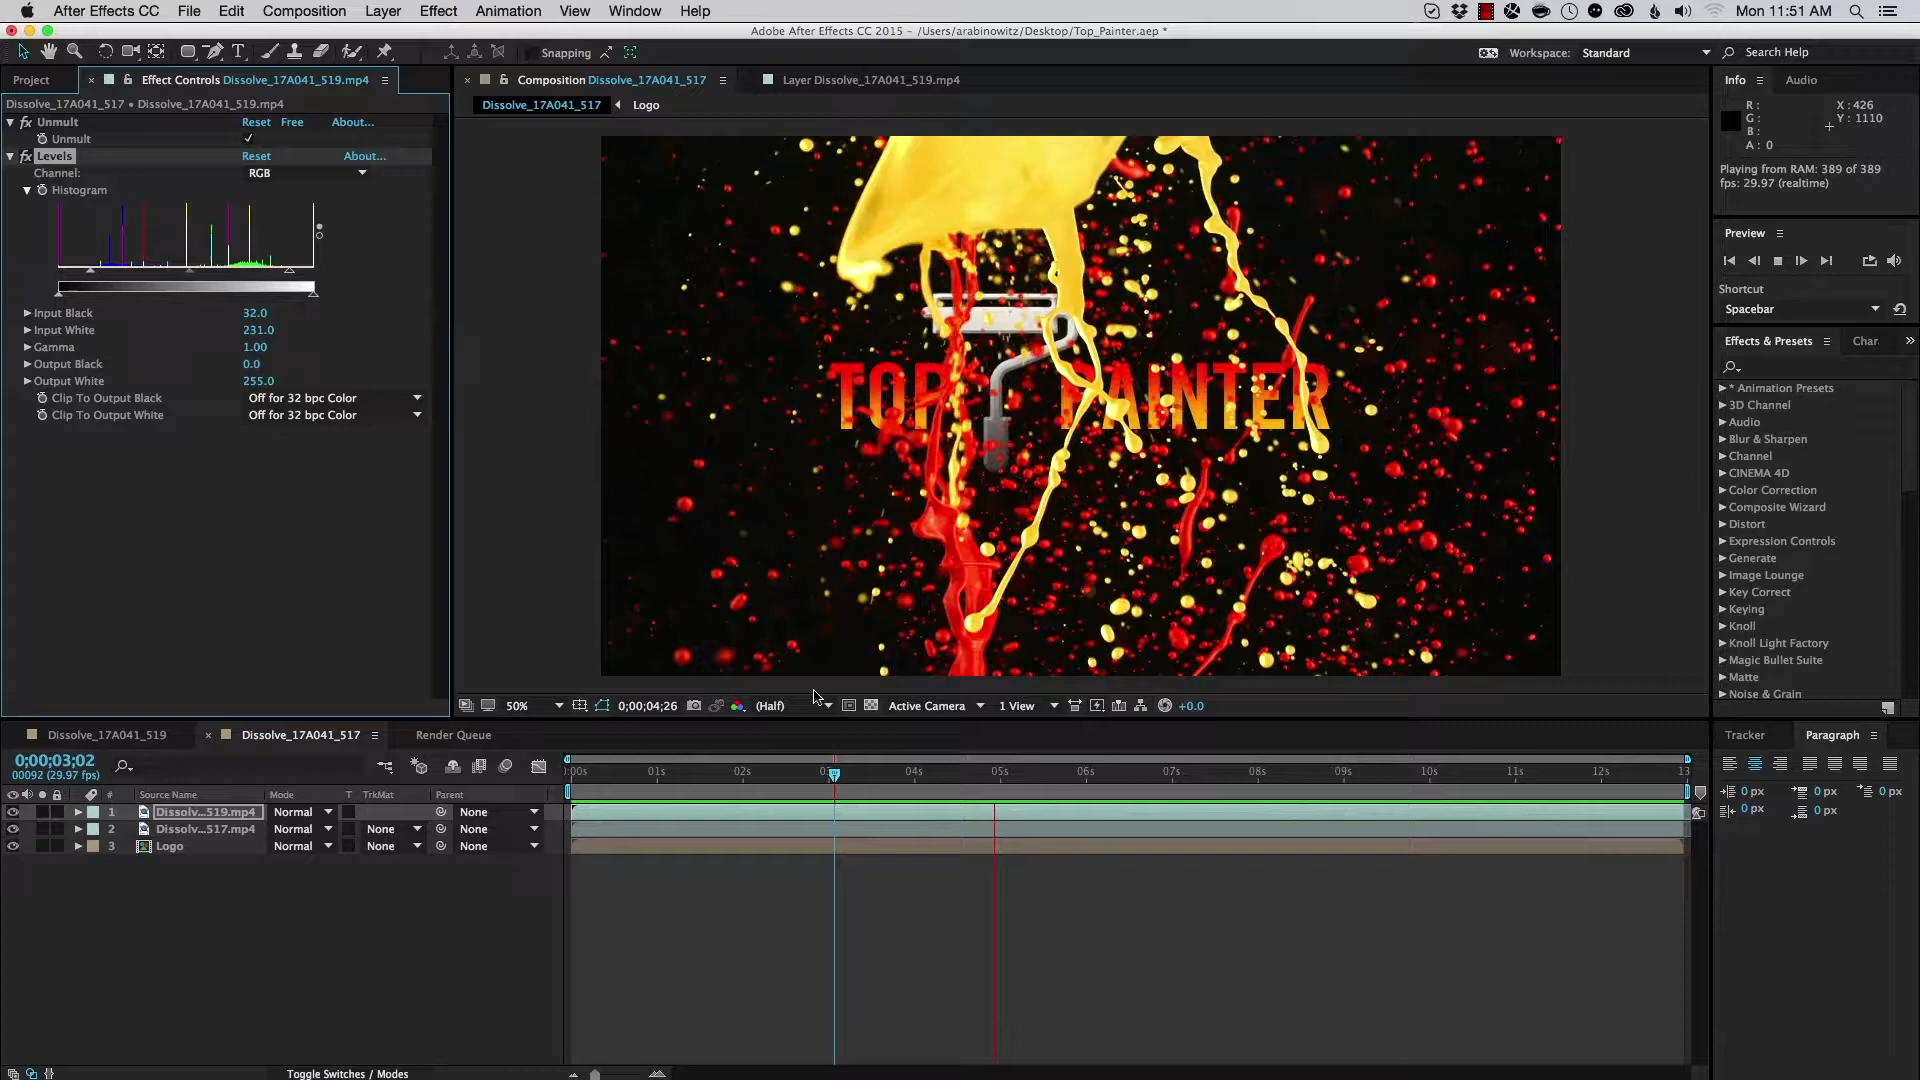 After Effects CC File Edit Composition Layer Effect Animation View Window Help Mon 11:51 AM
Adobe After Effects CC 2015 - /Users/arabinowitz/Desktop/Top_Painter.aep *
T Snapping Workspace: Standard Search Help
Project Effect Controls Dissolve_17A041_519.mp4
Dissolve_17A041_517 • Dissolve_17A041_519.mp4
fx Unmult Reset Free About...
Unmult
fx Levels Reset About...
Channel: RGB
Histogram
Input Black 32.0
Input White 231.0
Gamma 1.00
Output Black 0.0
Output White 255.0
Clip To Output Black Off for 32 bpc Color
Clip To Output White Off for 32 bpc Color
Composition Dissolve_17A041_517 Layer Dissolve_17A041_519.mp4
Dissolve_17A041_517 Logo
TOP PAINTER
50% 0;00;04;26 (Half) Active Camera 1 View +0.0
Info Audio
R: X : 426
G: Y : 1110
B:
A: 0
Playing from RAM: 389 of 389
fps: 29.97 (realtime)
Preview
Shortcut
Spacebar
Effects & Presets Char
* Animation Presets
3D Channel
Audio
Blur & Sharpen
Channel
CINEMA 4D
Color Correction
Composite Wizard
Distort
Expression Controls
Generate
Image Lounge
Key Correct
Keying
Knoll
Knoll Light Factory
Magic Bullet Suite
Matte
Noise & Grain
Dissolve_17A041_519 Dissolve_17A041_517 Render Queue
0;00;03;02
00092 (29.97 fps)
:00s 01s 02s 04s 05s 06s 07s 08s 09s 10s 11s 12s 13
# Source Name Mode T TrkMat Parent
1 Dissolv...519.mp4 Normal None
2 Dissolv...517.mp4 Normal None None
3 Logo Normal None None
Toggle Switches / Modes
Tracker Paragraph
0 px 0 px 0 px
0 px 0 px